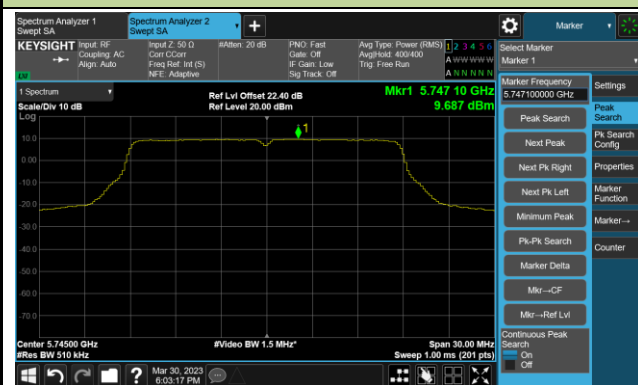 Spectrum Analyzer 1
Swept SA
Spectrum Analyzer 2
Swept SA
+
Marker
KEYSIGHT
Input: RF
Coupling: AC
Align: Auto
Input Z: 50 Ω
Corr CCorr
Freq Ref: Int (S)
NFE: Adaptive
#Atten: 20 dB
PNO: Fast
Gate: Off
IF Gain: Low
Sig Track: Off
Avg Type: Power (RMS)
Avg|Hold: 400/400
Trig: Free Run
1 2 3 4 5 6
A W W W W W
A N N N N N
LVI
Select Marker
Marker 1
1 Spectrum
Scale/Div 10 dB
Log
Ref Lvl Offset 22.40 dB
Ref Level 20.00 dBm
Mkr1 5.747 10 GHz
9.687 dBm
1
10.0
0.00
-10.0
-20.0
-30.0
-40.0
-50.0
-60.0
-70.0
Center 5.74500 GHz
#Res BW 510 kHz
#Video BW 1.5 MHz*
Span 30.00 MHz
Sweep 1.00 ms (201 pts)
Marker Frequency
5.747100000 GHz
Peak Search
Next Peak
Next Pk Right
Next Pk Left
Minimum Peak
Pk-Pk Search
Marker Delta
Mkr→CF
Mkr→Ref Lvl
Continuous Peak
Search
On
Off
Settings
Peak
Search
Pk Search
Config
Properties
Marker
Function
Marker→
Counter
?
Mar 30, 2023
6:03:17 PM